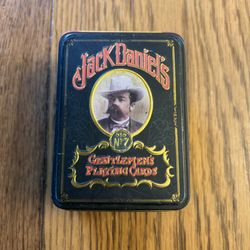 Jack Daniel's
OLD
No 7
Gentlemen's
Playing Cards